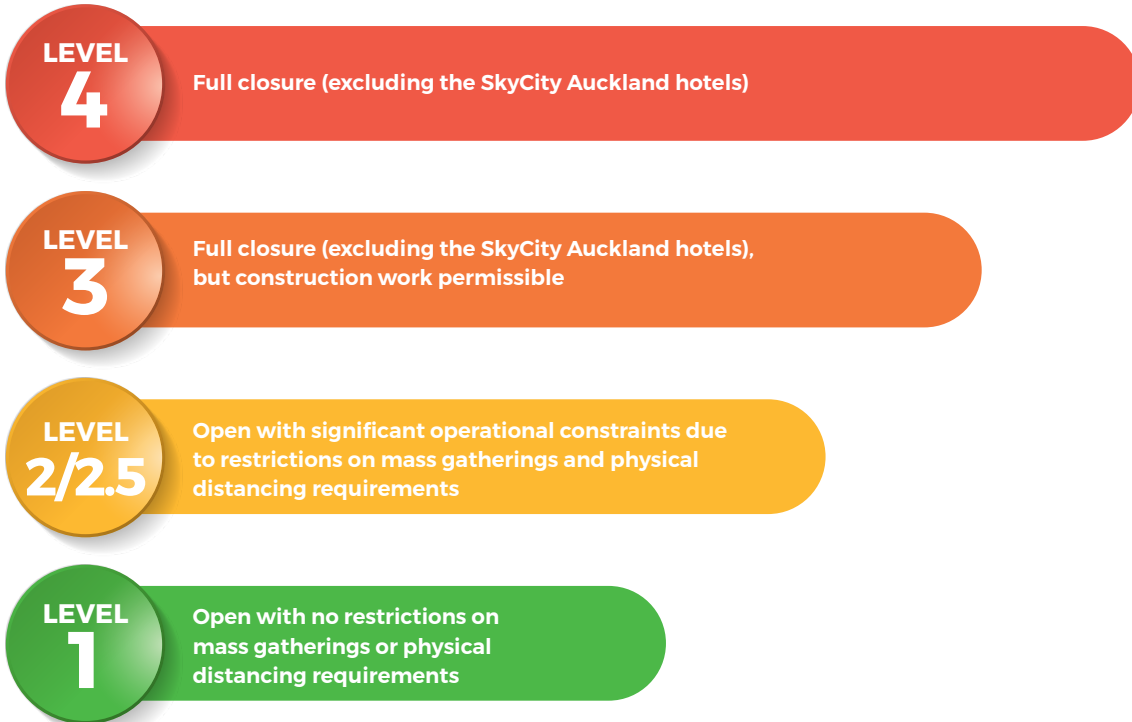 LEVEL
4
Full closure (excluding the SkyCity Auckland hotels)
LEVEL
3
Full closure (excluding the SkyCity Auckland hotels),
but construction work permissible
LEVEL
2/2.5
Open with significant operational constraints due
to restrictions on mass gatherings and physical
distancing requirements
LEVEL
1
Open with no restrictions on
mass gatherings or physical
distancing requirements